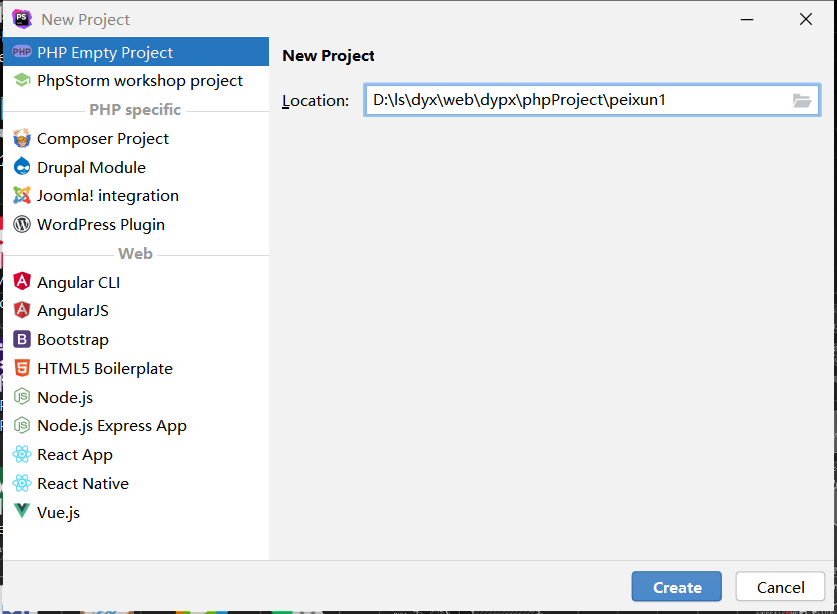 New Project
PHP Empty Project
PhpStorm workshop project
PHP specific
Composer Project
Drupal Module
Joomla! integration
WordPress Plugin
Web
Angular CLI
AngularJS
Bootstrap
HTML5 Boilerplate
Node.js
Node.js Express App
React App
React Native
Vue.js
New Project
Location: D:\ls\dyx\web\dypx\phpProject\peixun1
Create Cancel